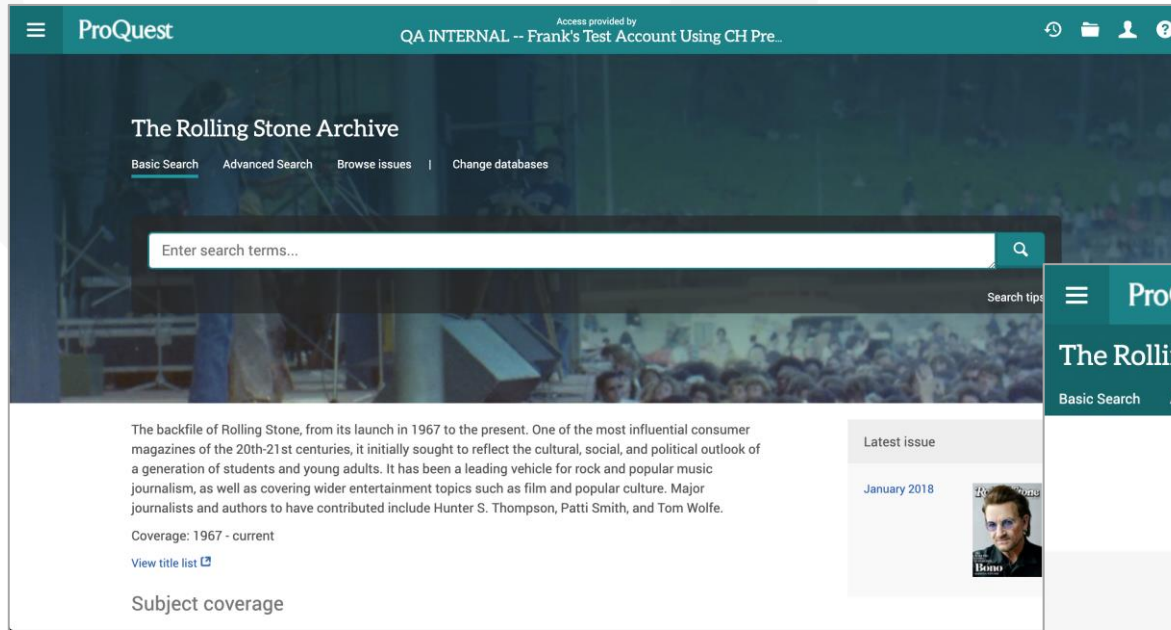 ProQuest
Access provided by
QA INTERNAL -- Frank's Test Account Using CH Pre...
The Rolling Stone Archive
Basic Search Advanced Search Browse issues | Change databases
Enter search terms...
Search tips
The backfile of Rolling Stone, from its launch in 1967 to the present. One of the most influential consumer
magazines of the 20th-21st centuries, it initially sought to reflect the cultural, social, and political outlook of
a generation of students and young adults. It has been a leading vehicle for rock and popular music
journalism, as well as covering wider entertainment topics such as film and popular culture. Major
journalists and authors to have contributed include Hunter S. Thompson, Patti Smith, and Tom Wolfe.
Coverage: 1967 - current
View title list
Subject coverage
Latest issue
January 2018
Bono
The Rolli
Basic Search